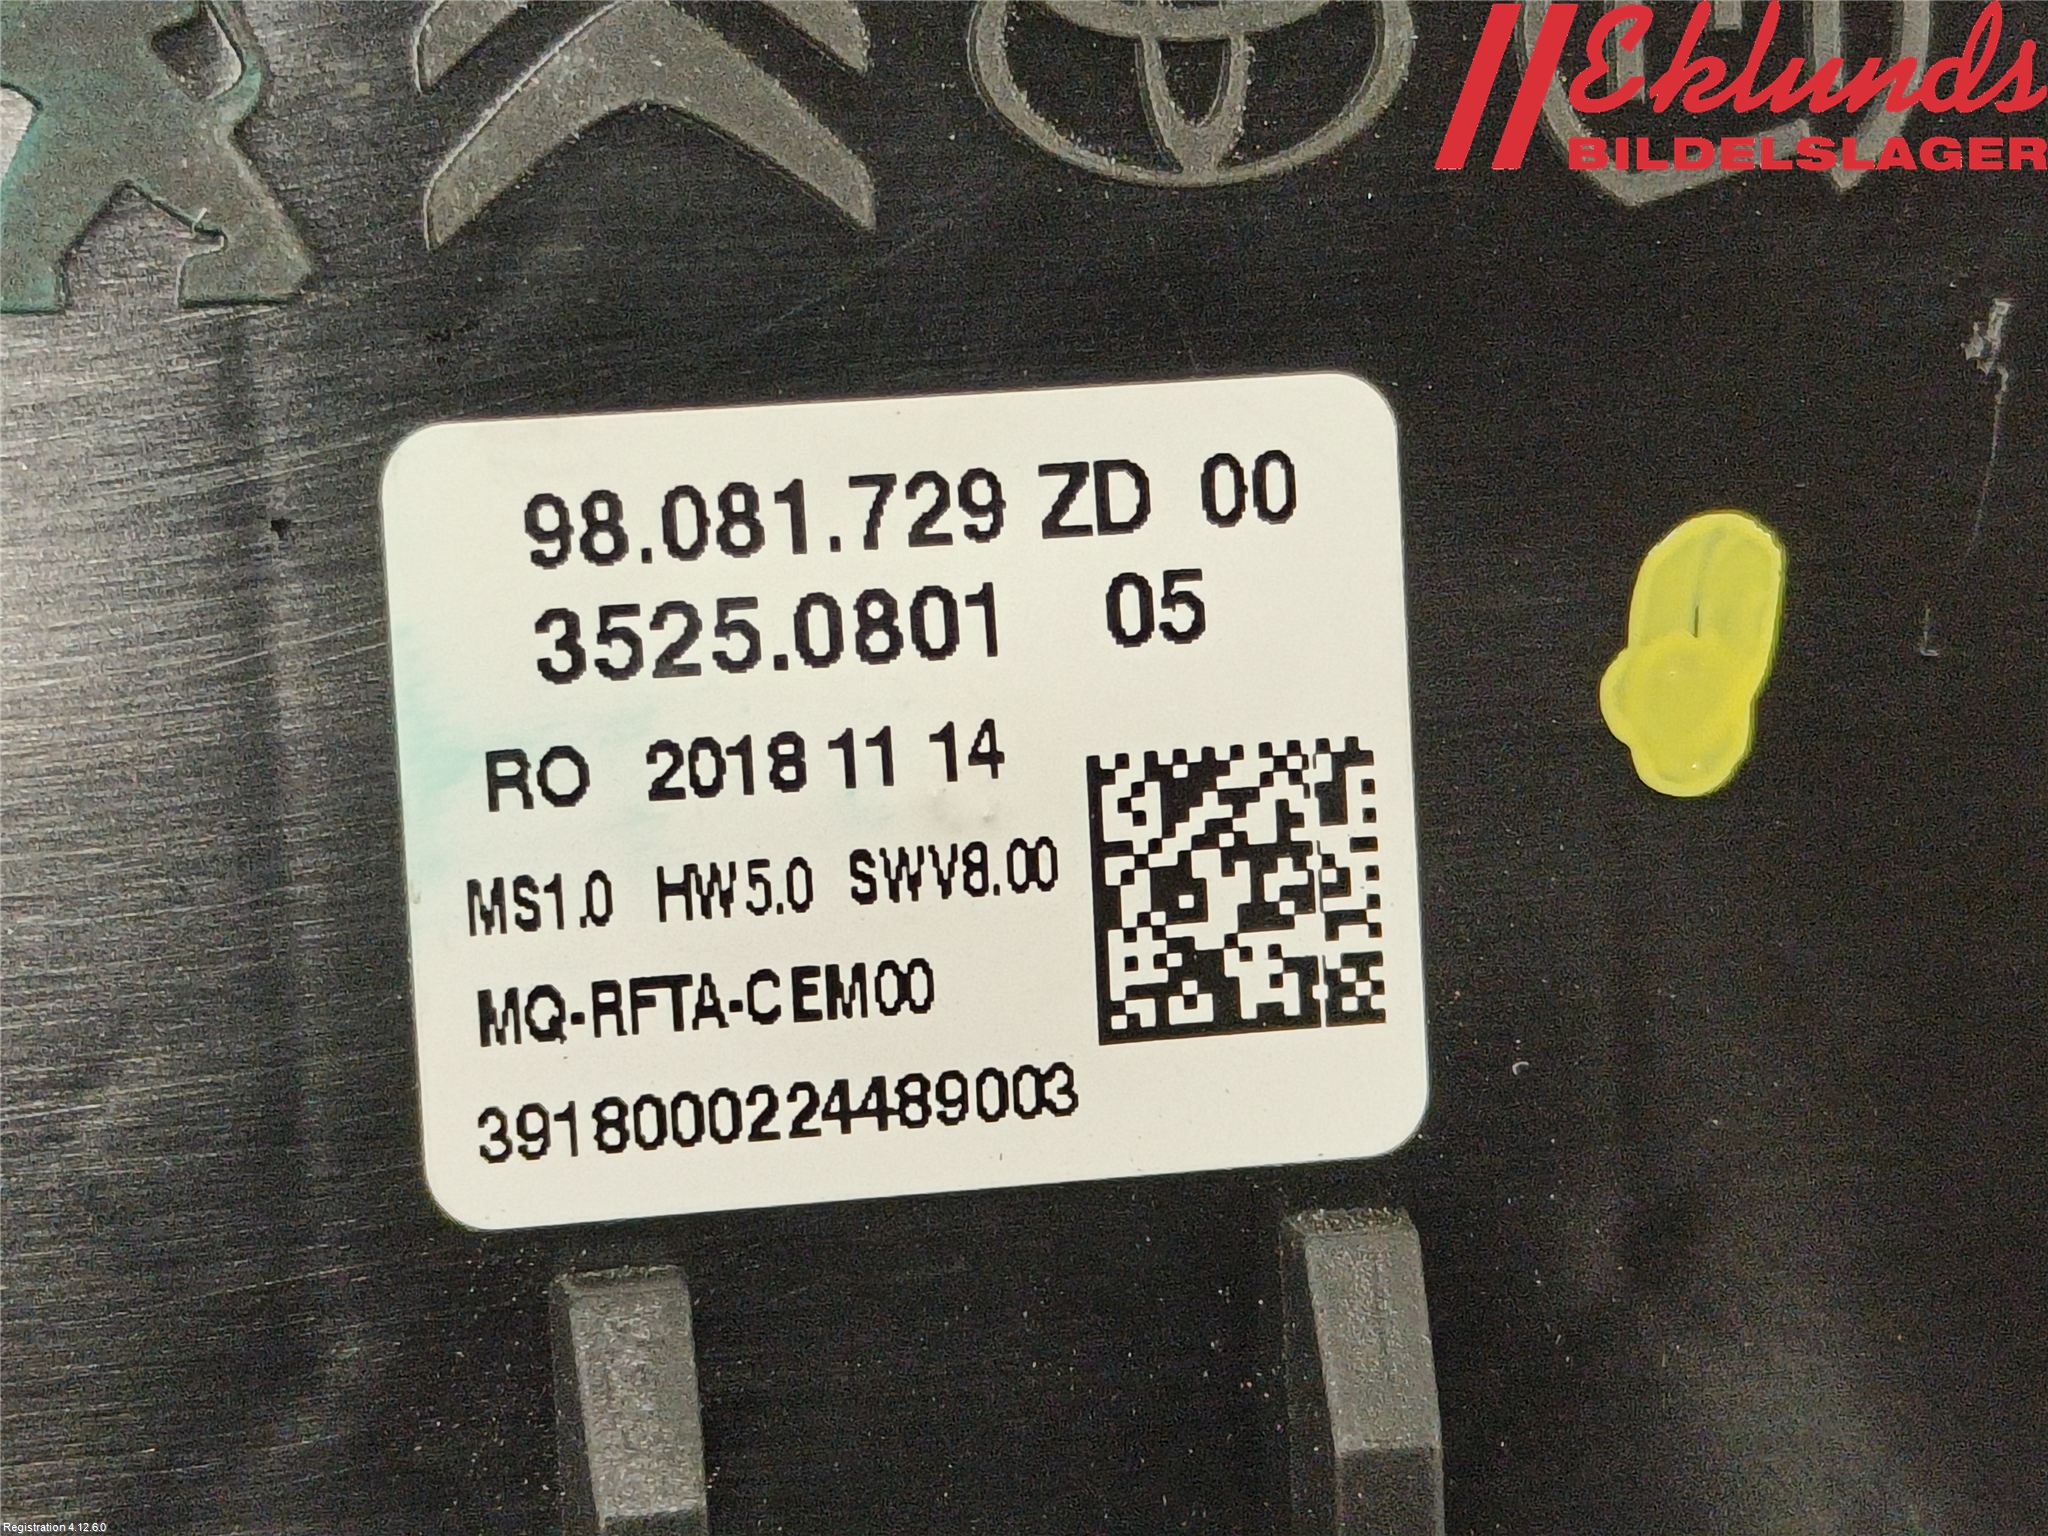 Eklunds
BILDELSLAGER
98.081.729 ZD 00
3525.0801 05
RO 2018 11 14
MS1.0 HW5.0 SWV8.00
MQ-RFTA-CEM00
3918000224489003
Registration 4.12.6.0